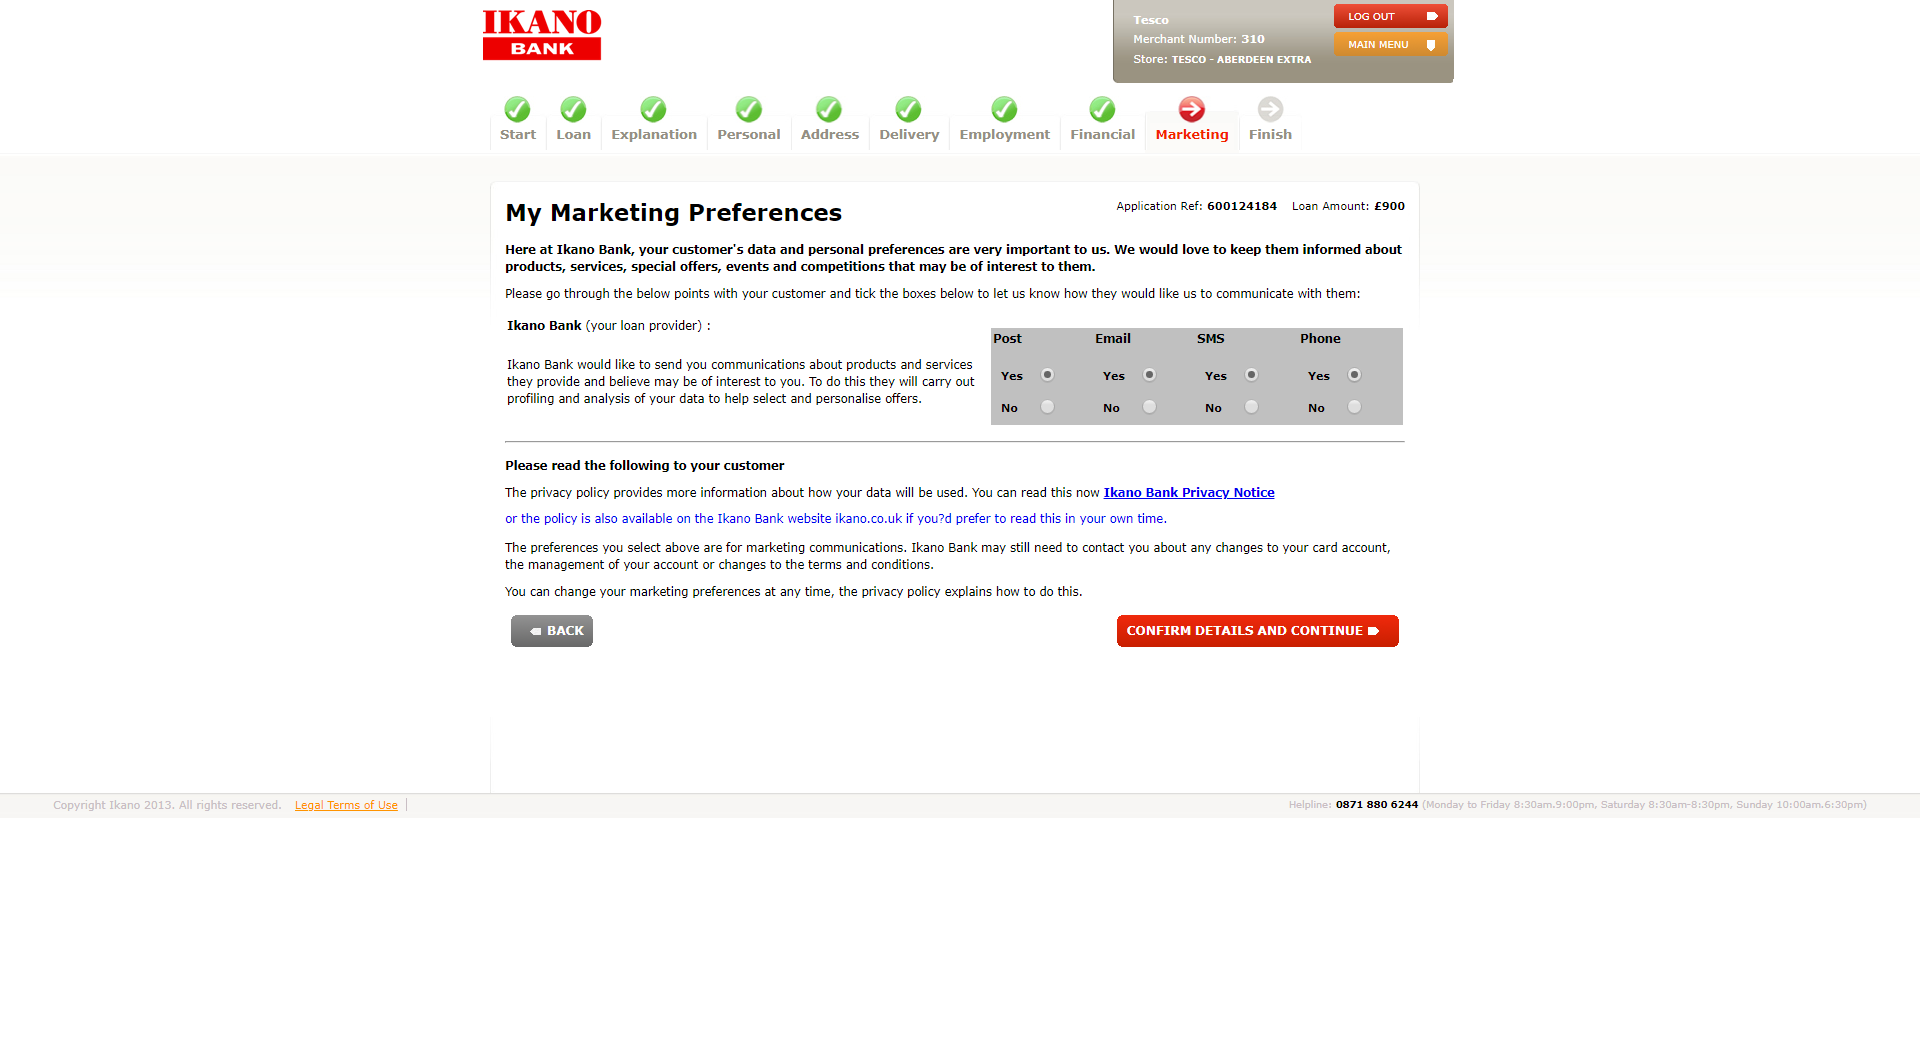 IKANO
BANK
Tesco
Merchant Number: 310
Store: TESCO - ABERDEEN EXTRA
LOG OUT
MAIN MENU
Start
Loan
Explanation
Personal
Address
Delivery
Employment
Financial
Marketing
Finish
My Marketing Preferences
Application Ref: 600124184 Loan Amount: £900
Here at Ikano Bank, your customer's data and personal preferences are very important to us. We would love to keep them informed about
products, services, special offers, events and competitions that may be of interest to them.
Please go through the below points with your customer and tick the boxes below to let us know how they would like us to communicate with them:
Ikano Bank (your loan provider) :
Ikano Bank would like to send you communications about products and services
they provide and believe may be of interest to you. To do this they will carry out
profiling and analysis of your data to help select and personalise offers.
Post Email SMS Phone
Yes Yes Yes Yes
No No No No
Please read the following to your customer
The privacy policy provides more information about how your data will be used. You can read this now Ikano Bank Privacy Notice
or the policy is also available on the Ikano Bank website ikano.co.uk if you?d prefer to read this in your own time.
The preferences you select above are for marketing communications. Ikano Bank may still need to contact you about any changes to your card account,
the management of your account or changes to the terms and conditions.
You can change your marketing preferences at any time, the privacy policy explains how to do this.
BACK
CONFIRM DETAILS AND CONTINUE
Copyright Ikano 2013. All rights reserved. Legal Terms of Use
Helpline: 0871 880 6244 (Monday to Friday 8:30am.9:00pm, Saturday 8:30am-8:30pm, Sunday 10:00am.6:30pm)